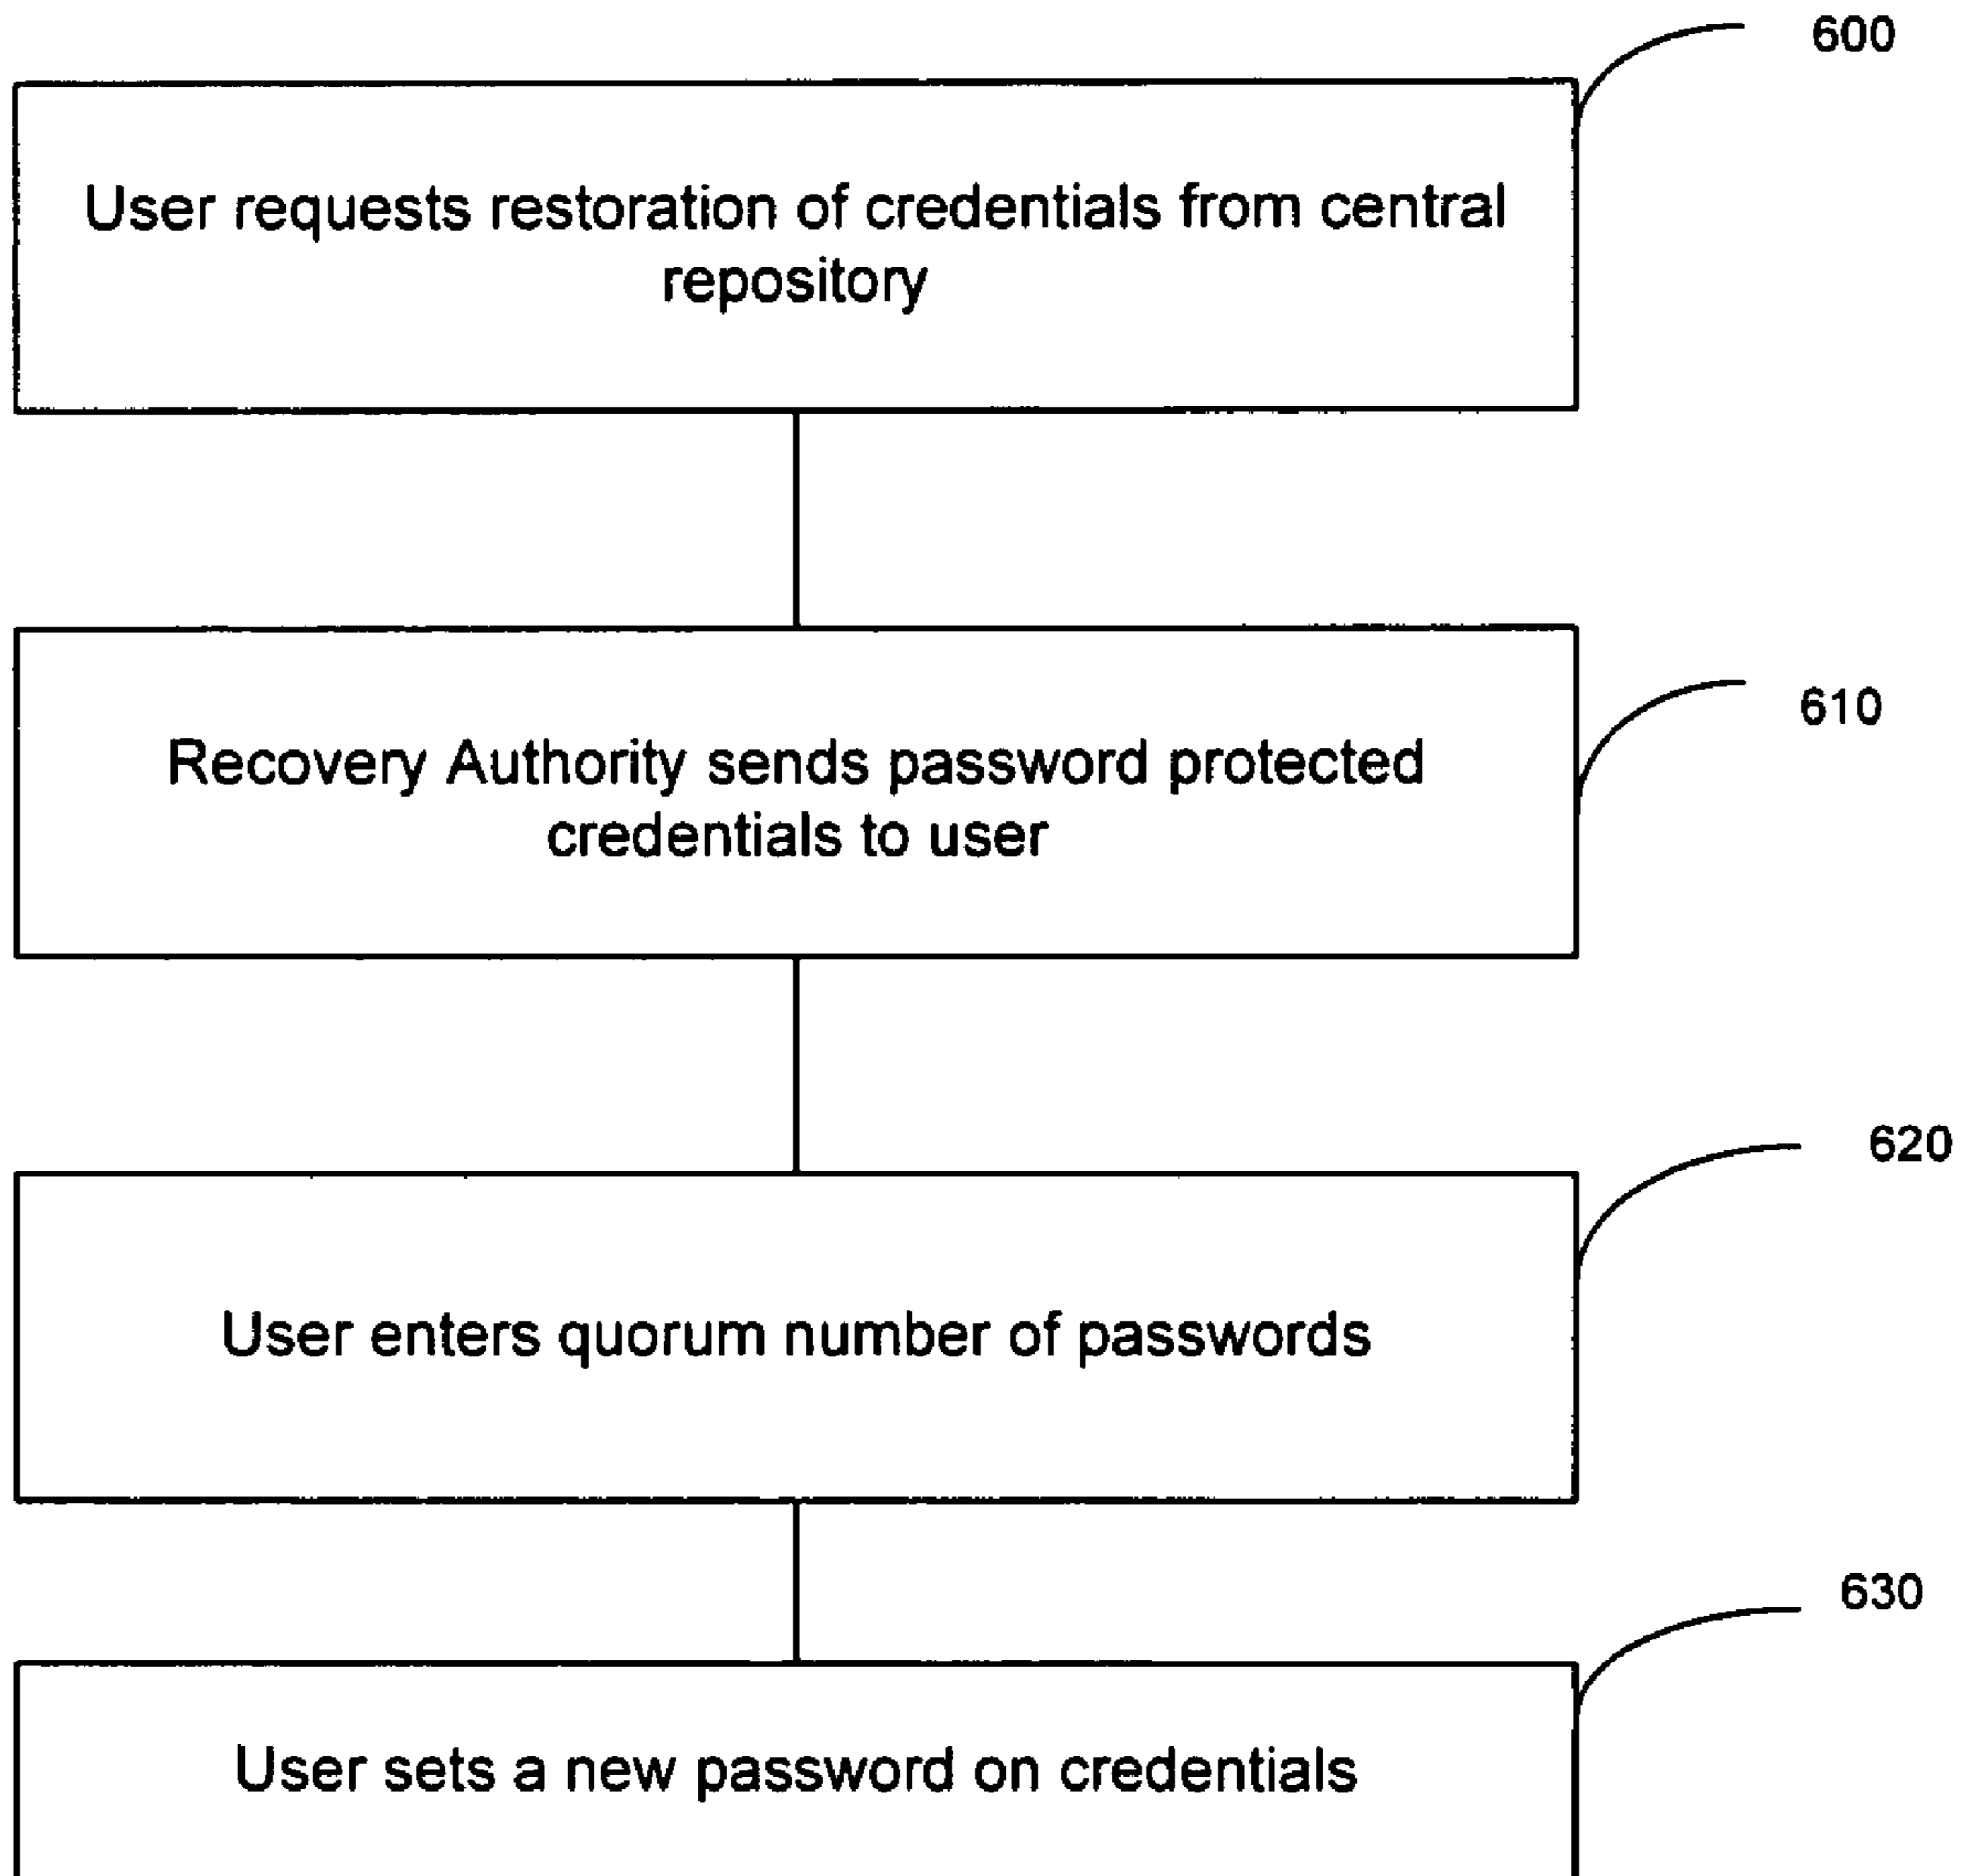 600
User requests restoration of credentials from central
repository
610
Recovery Authority sends password protected
credentials to user
620
User enters quorum number of passwords
630
User sets a new password on credentials